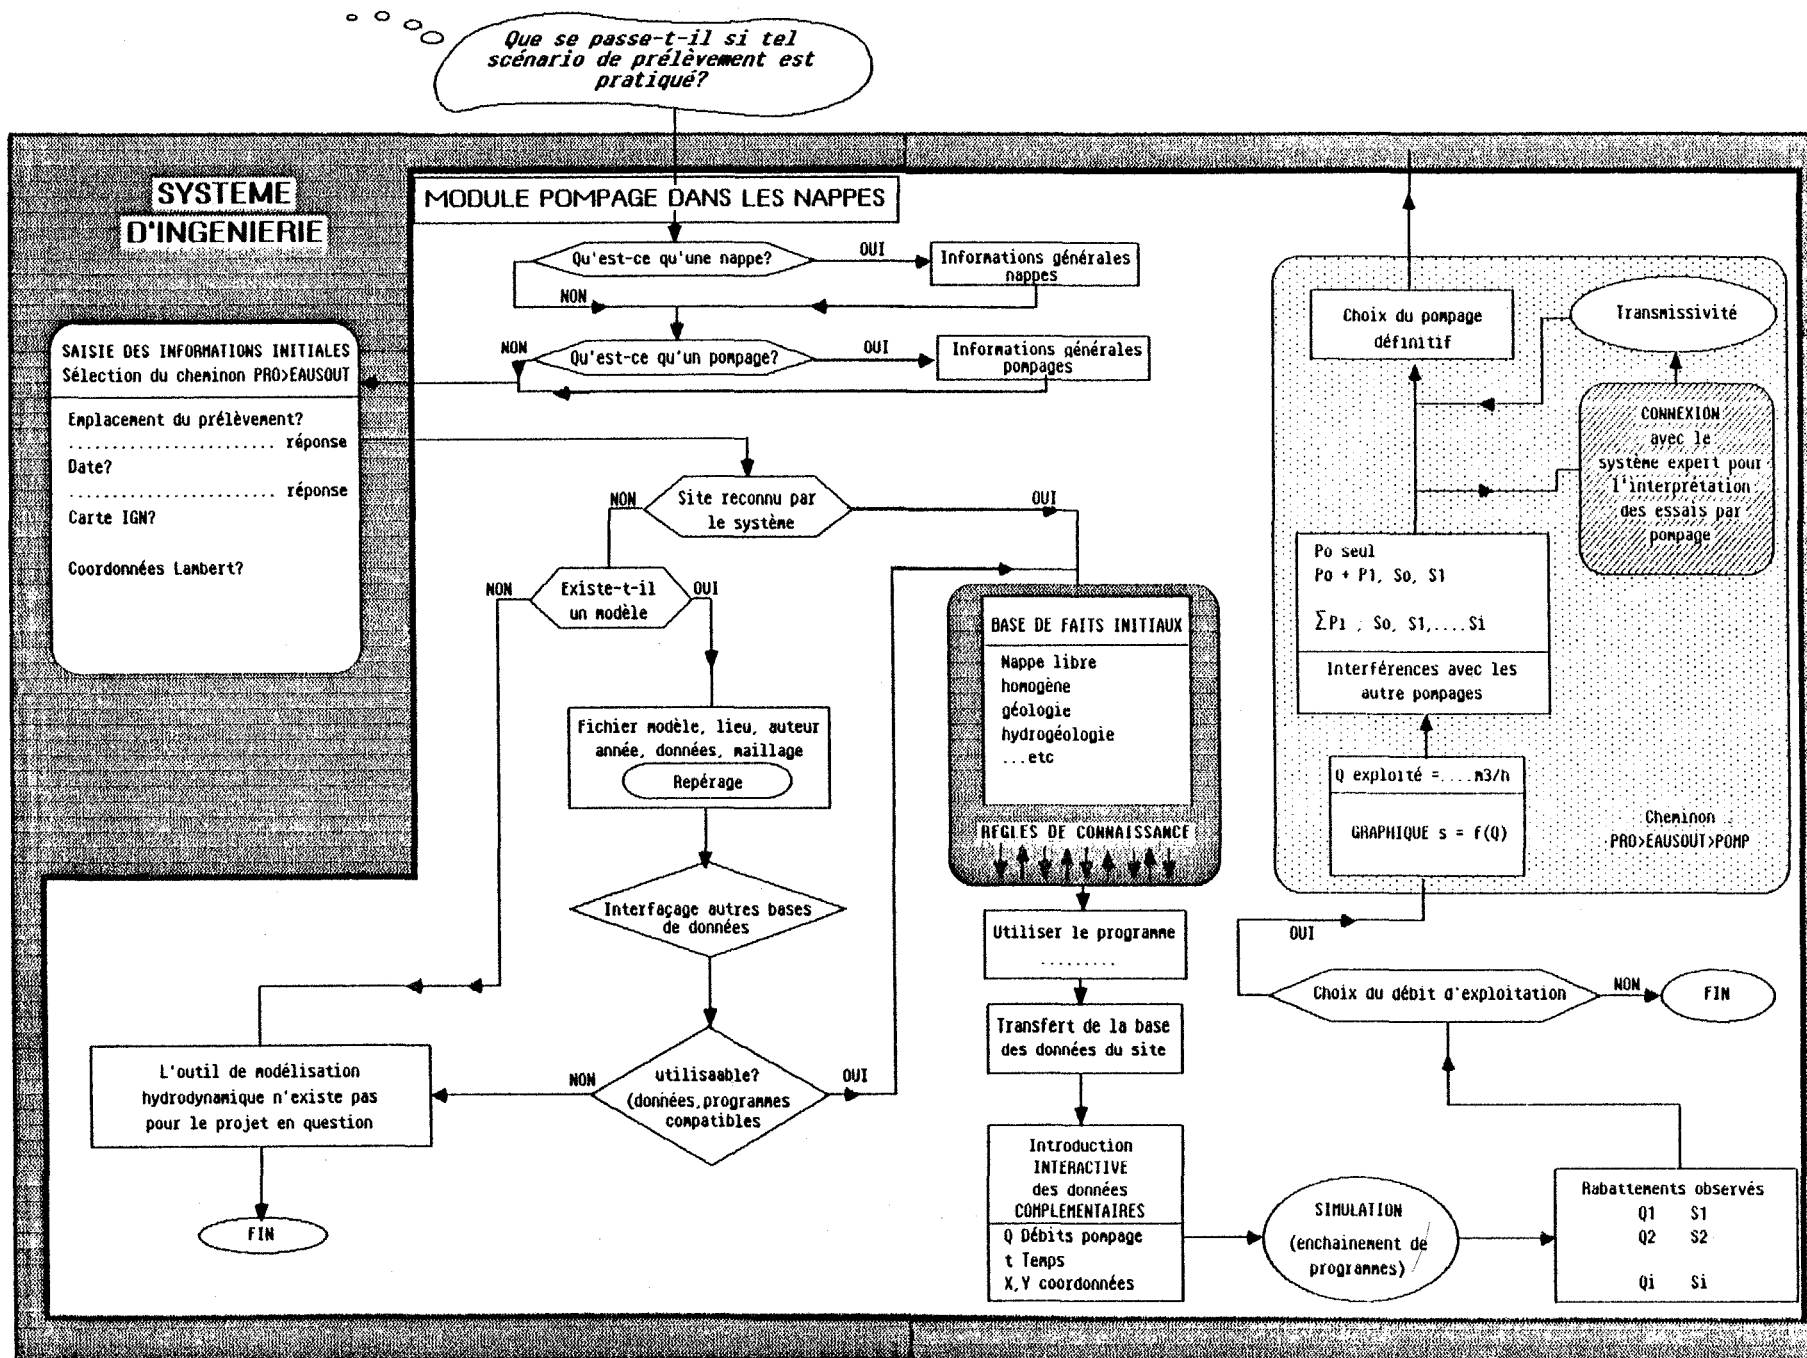 Que se passe-t-il si tel
scénario de prélèvement est
pratiqué?
SYSTEME
D'INGENIERIE
MODULE POMPAGE DANS LES NAPPES
Qu'est-ce qu'une nappe?
OUI
Informations générales
nappes
NON
NON
Qu'est-ce qu'un pompage?
OUI
Informations générales
pompages
SAISIE DES INFORMATIONS INITIALES
Sélection du cheminon PRO>EAUSOUT
Emplacement du prélèvement?
....................... réponse
Date?
....................... réponse
Carte IGN?
Coordonnées Lambert?
NON
Site reconnu par
le système
OUI
NON
Existe-t-il
un modèle
OUI
Fichier modèle, lieu, auteur
année, données, maillage
Repérage
Interfaçage autres bases
de données
NON
utilisaable?
(données,programmes
compatibles
OUI
L'outil de modélisation
hydrodynamique n'existe pas
pour le projet en question
FIN
BASE DE FAITS INITIAUX
Nappe libre
homogène
géologie
hydrogéologie
...etc
REGLES DE CONNAISSANCE
Utiliser le programme
.........
Transfert de la base
des données du site
Introduction
INTERACTIVE
des données
COMPLEMENTAIRES
Q Débits pompage
t Temps
X,Y coordonnées
SIMULATION
(enchainement de
programmes)
Rabattements observés
Q1 S1
Q2 S2
Qi Si
Choix du débit d'exploitation
OUI
NON
FIN
Q exploité =....m3/h
GRAPHIQUE s = f(Q)
Cheminon
PRO>EAUSOUT>POMP
Po seul
Po + P1, So, S1
∑Pi , So, S1,....Si
Interférences avec les
autre pompages
CONNEXION
avec le
système expert pour
l'interprétation
des essais par
pompage
Transmissivité
Choix du pompage
définitif